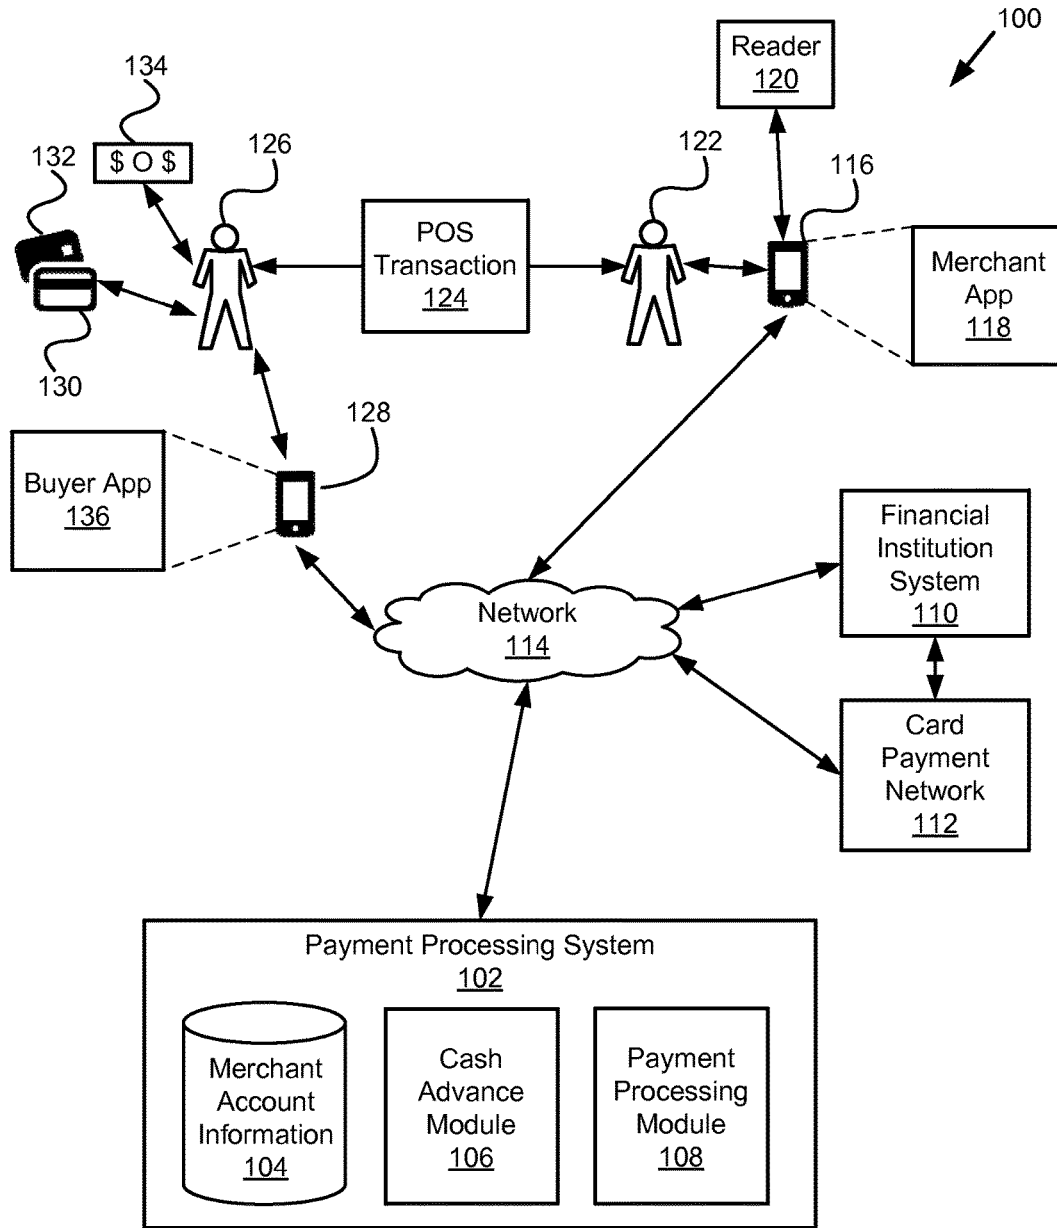 100
Reader
120
134
$ O $
132
126
122
116
POS
Transaction
124
Merchant
App
118
130
128
Buyer App
136
Financial
Institution
System
110
Network
114
Card
Payment
Network
112
Payment Processing System
102
Merchant
Account
Information
104
Cash
Advance
Module
106
Payment
Processing
Module
108